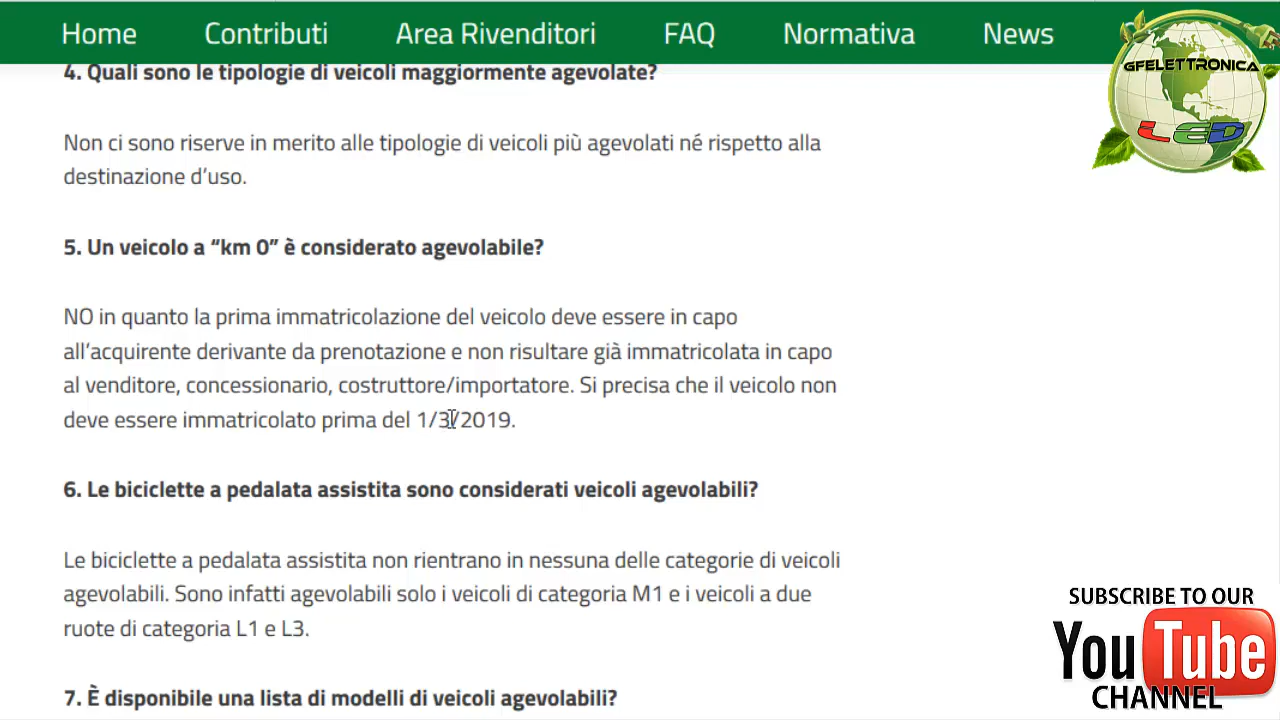 Home Contributi Area Rivenditori FAQ Normativa News
GFELETTRONICA
LED
4. Quali sono le tipologie di veicoli maggiormente agevolate?
Non ci sono riserve in merito alle tipologie di veicoli più agevolati né rispetto alla
destinazione d’uso.
5. Un veicolo a “km 0” è considerato agevolabile?
NO in quanto la prima immatricolazione del veicolo deve essere in capo
all’acquirente derivante da prenotazione e non risultare già immatricolata in capo
al venditore, concessionario, costruttore/importatore. Si precisa che il veicolo non
deve essere immatricolato prima del 1/3/2019.
6. Le biciclette a pedalata assistita sono considerati veicoli agevolabili?
Le biciclette a pedalata assistita non rientrano in nessuna delle categorie di veicoli
agevolabili. Sono infatti agevolabili solo i veicoli di categoria M1 e i veicoli a due
ruote di categoria L1 e L3.
7. È disponibile una lista di modelli di veicoli agevolabili?
SUBSCRIBE TO OUR
YouTube
CHANNEL